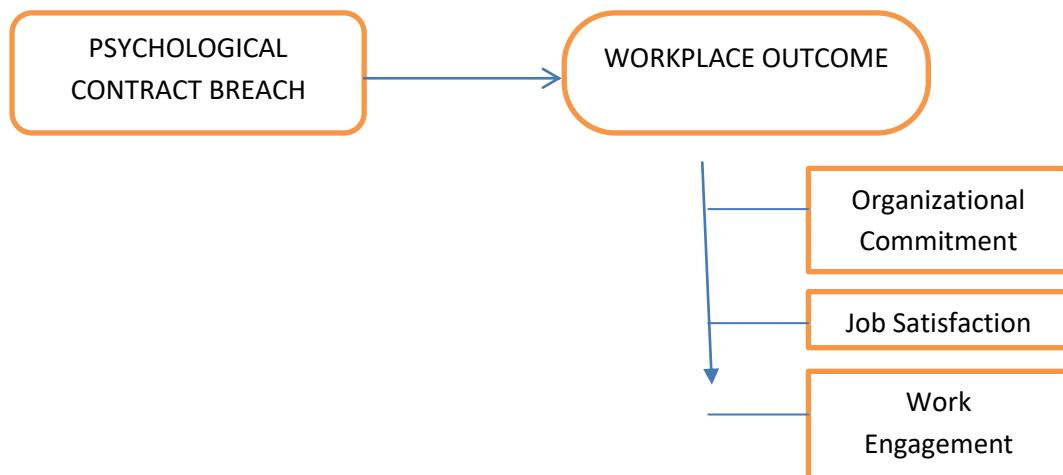 PSYCHOLOGICAL
CONTRACT BREACH
WORKPLACE OUTCOME
Organizational
Commitment
Job Satisfaction
Work
Engagement